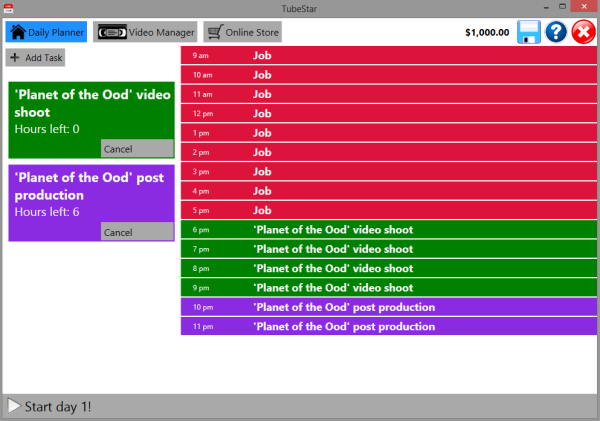 TubeStar
Daily Planner
Video Manager
Online Store
$1,000.00
Add Task
'Planet of the Ood' video
shoot
Hours left: 0
Cancel
'Planet of the Ood' post
production
Hours left: 6
Cancel
9 am Job
10 am Job
11 am Job
12 pm Job
1 pm Job
2 pm Job
3 pm Job
4 pm Job
5 pm Job
6 pm 'Planet of the Ood' video shoot
7 pm 'Planet of the Ood' video shoot
8 pm 'Planet of the Ood' video shoot
9 pm 'Planet of the Ood' video shoot
10 pm 'Planet of the Ood' post production
11 pm 'Planet of the Ood' post production
Start day 1!